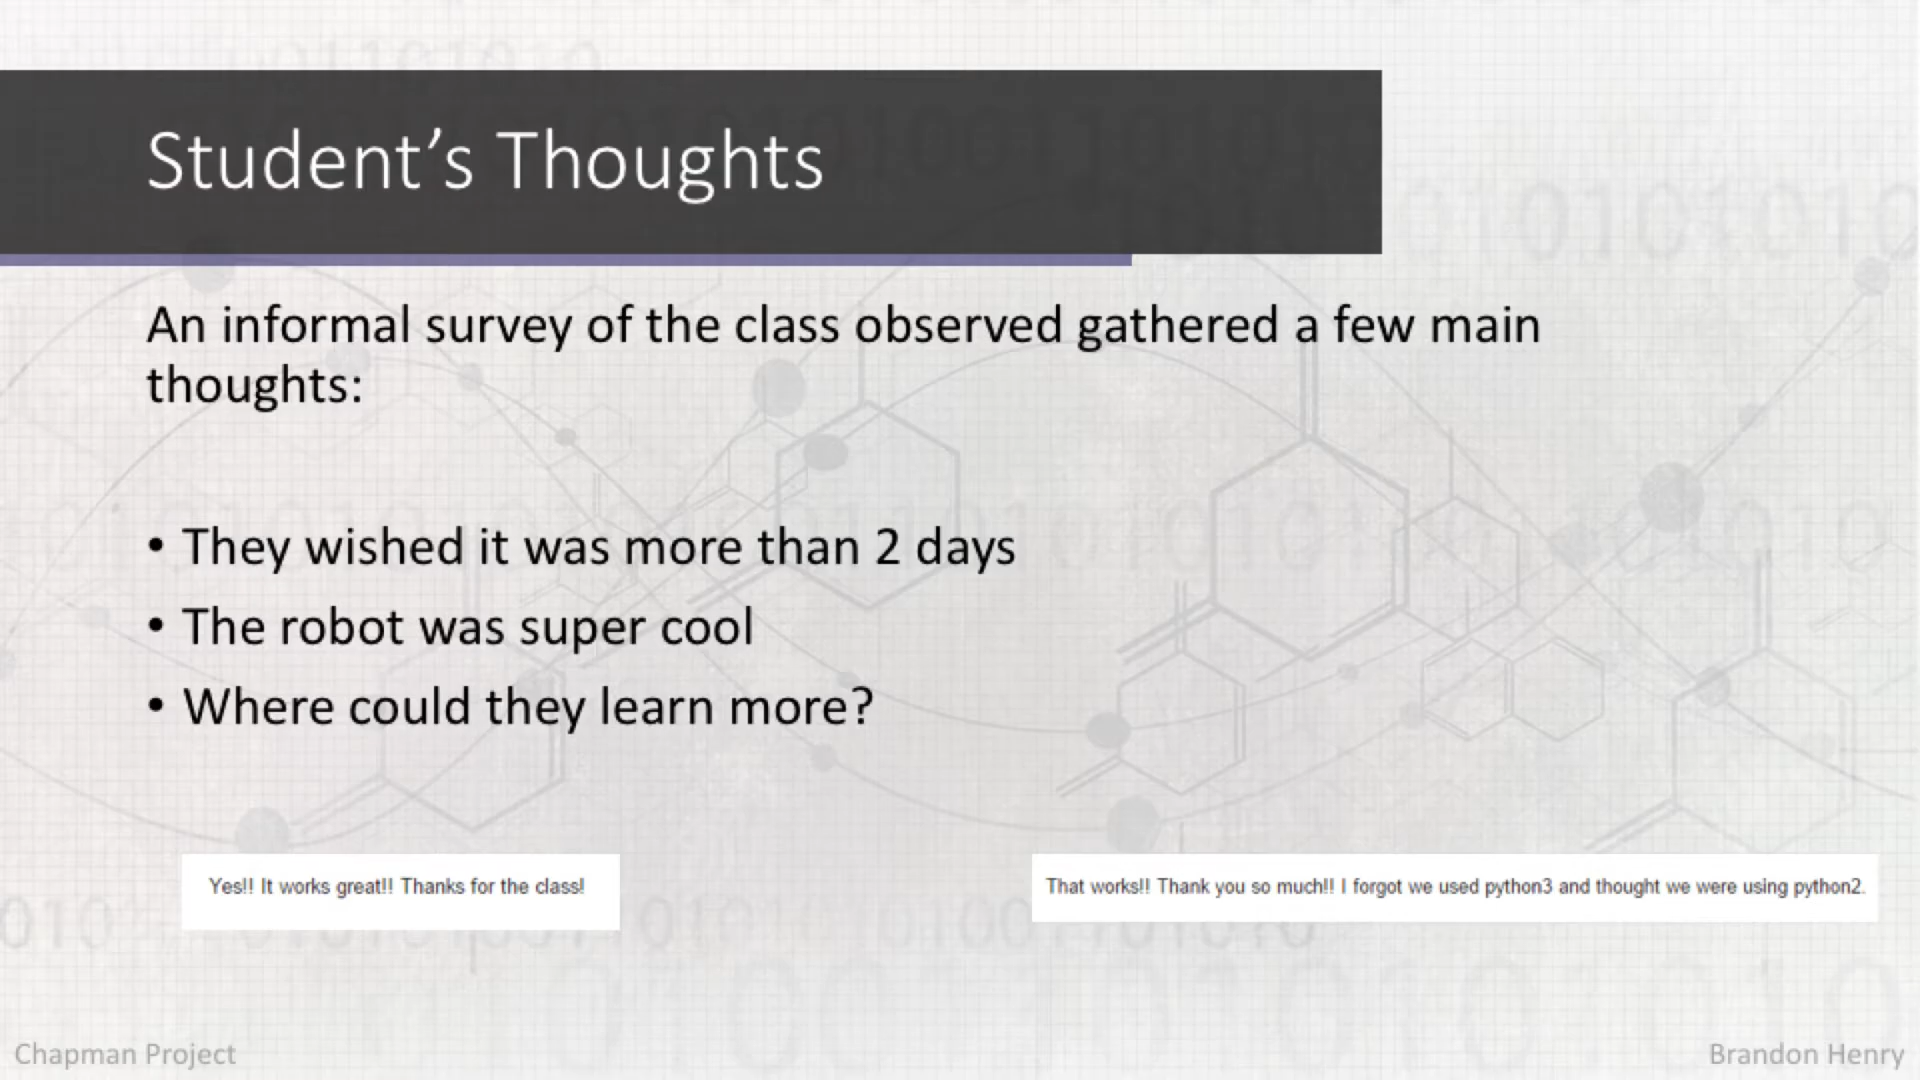 Student’s Thoughts
An informal survey of the class observed gathered a few main
thoughts:
• They wished it was more than 2 days
• The robot was super cool
• Where could they learn more?
Yes!! It works great!! Thanks for the class!
That works!! Thank you so much!! I forgot we used python3 and thought we were using python2.
Chapman Project
Brandon Henry